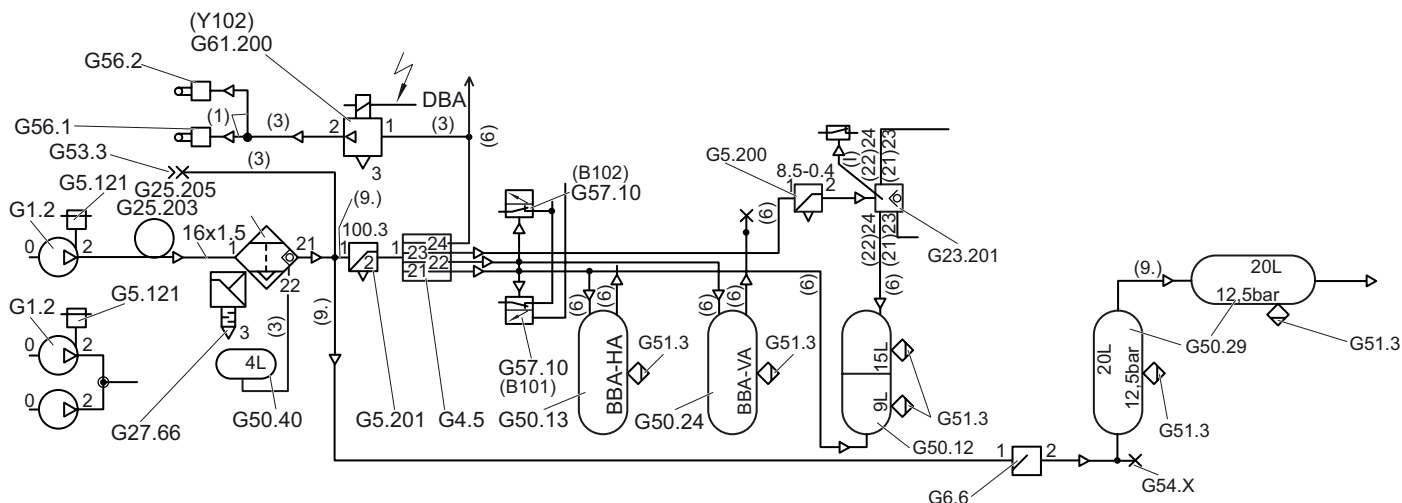 (Y102)
G61.200
G56.2
DBA
(1)
(3)
2
1
(3)
(6)
G56.1
3
G53.3
(3)
G5.121
G25.205
G25.203
G1.2
0
2
16x1,5
1
21
22
(9.)
100.3
1
2
1
24
23
22
21
(B102)
G57.10
G5.200
8.5-0.4
1
2
(6)
(I)
(22)24
(21)23
(22)24
(21)23
G23.201
(6)
G1.2
G5.121
0
2
0
2
3
(3)
(9.)
4L
G27.66
G50.40
G5.201
G4.5
G57.10
(B101)
G50.13
(6)
(6)
BBA-HA
G51.3
G50.24
(6)
(6)
BBA-VA
G51.3
(6)
15L
9L
G51.3
G50.12
1
2
G6.6
(9.)
20L
12,5bar
20L
12,5bar
G50.29
G51.3
G51.3
G54.X